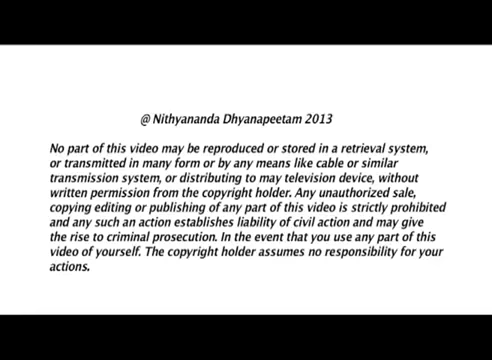 @ Nithyananda Dhyanapeetam 2013
No part of this video may be reproduced or stored in a retrieval system,
or transmitted in many form or by any means like cable or similar
transmission system, or distributing to may television device, without
written permission from the copyright holder. Any unauthorized sale,
copying editing or publishing of any part of this video is strictly prohibited
and any such an action establishes liability of civil action and may give
the rise to criminal prosecution. In the event that you use any part of this
video of yourself. The copyright holder assumes no responsibility for your
actions.